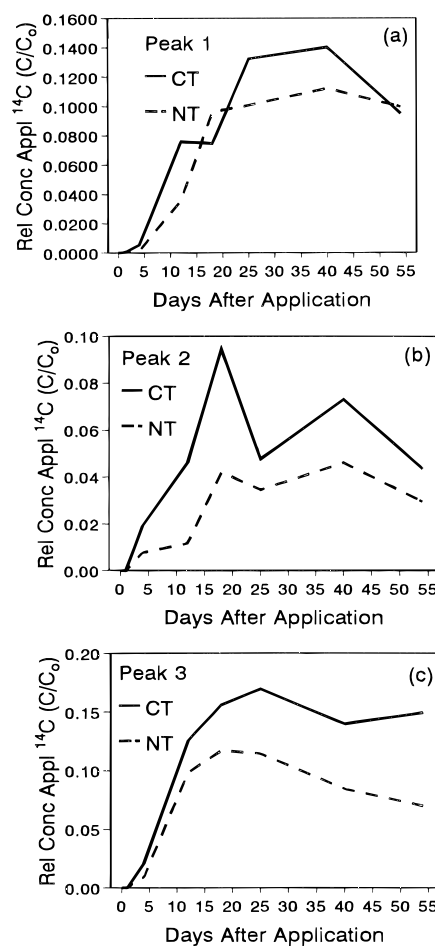 (a)
Peak 1
CT
NT
Rel Conc Appl ¹⁴C (C/Cₒ)
0.1600
0.1400
0.1200
0.1000
0.0800
0.0600
0.0400
0.0200
0.0000
0 5 10 15 20 25 30 35 40 45 50 55
Days After Application
(b)
Peak 2
CT
NT
Rel Conc Appl ¹⁴C (C/Cₒ)
0.10
0.08
0.06
0.04
0.02
0.00
0 5 10 15 20 25 30 35 40 45 50 55
Days After Application
(c)
Peak 3
CT
NT
Rel Conc Appl ¹⁴C (C/Cₒ)
0.20
0.15
0.10
0.05
0.00
0 5 10 15 20 25 30 35 40 45 50 55
Days After Application